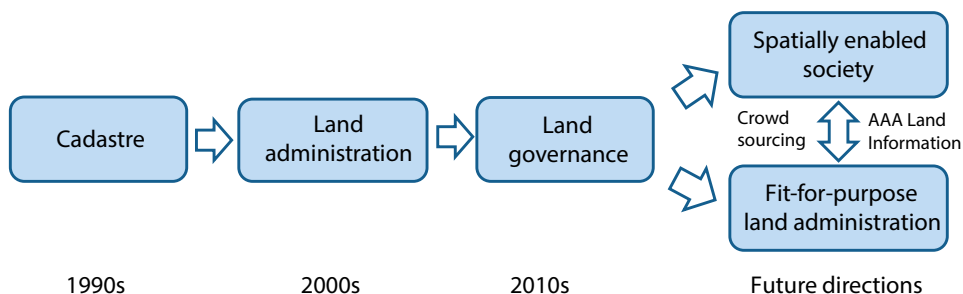 Cadastre
Land
administration
Land
governance
Spatially enabled
society
Crowd
sourcing
AAA Land
Information
Fit-for-purpose
land administration
1990s
2000s
2010s
Future directions